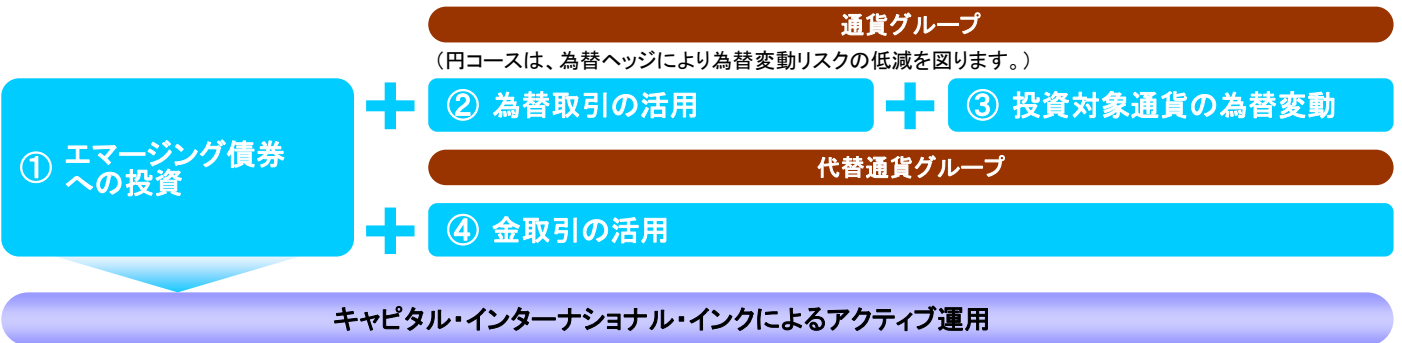 通貨グループ
（円コースは、為替ヘッジにより為替変動リスクの低減を図ります。）
① エマージング債券
への投資
② 為替取引の活用
③ 投資対象通貨の為替変動
代替通貨グループ
④ 金取引の活用
キャピタル・インターナショナル・インクによるアクティブ運用